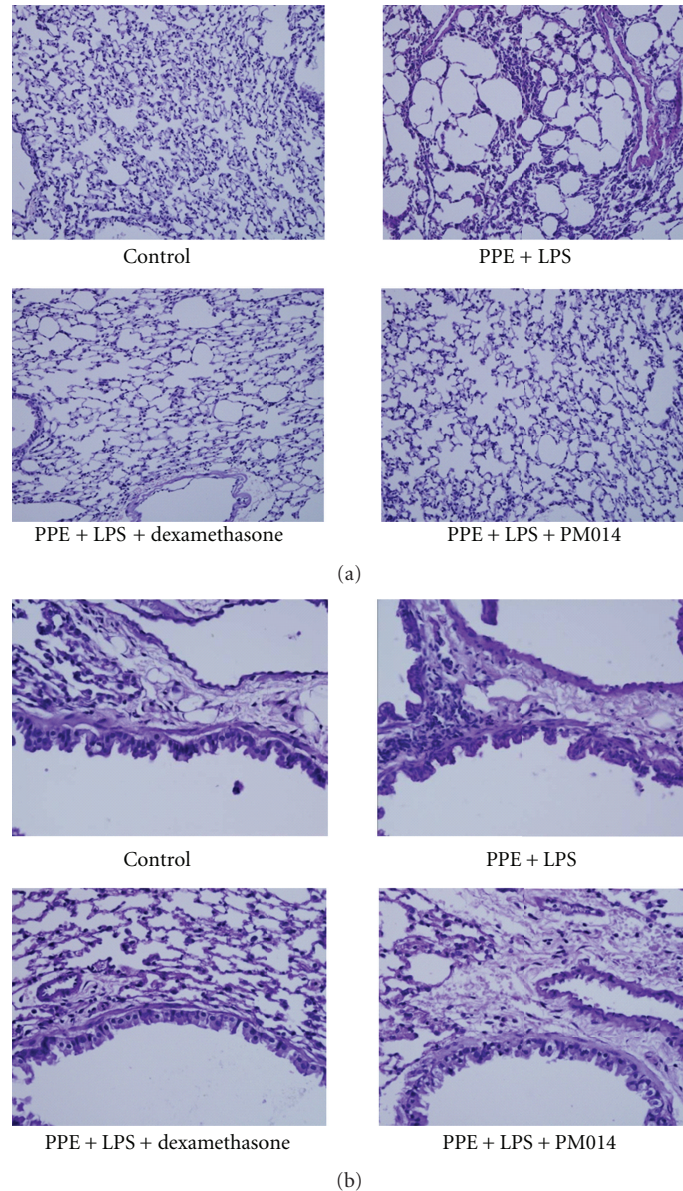 Control
PPE + LPS
PPE + LPS + dexamethasone
PPE + LPS + PM014
(a)
Control
PPE + LPS
PPE + LPS + dexamethasone
PPE + LPS + PM014
(b)